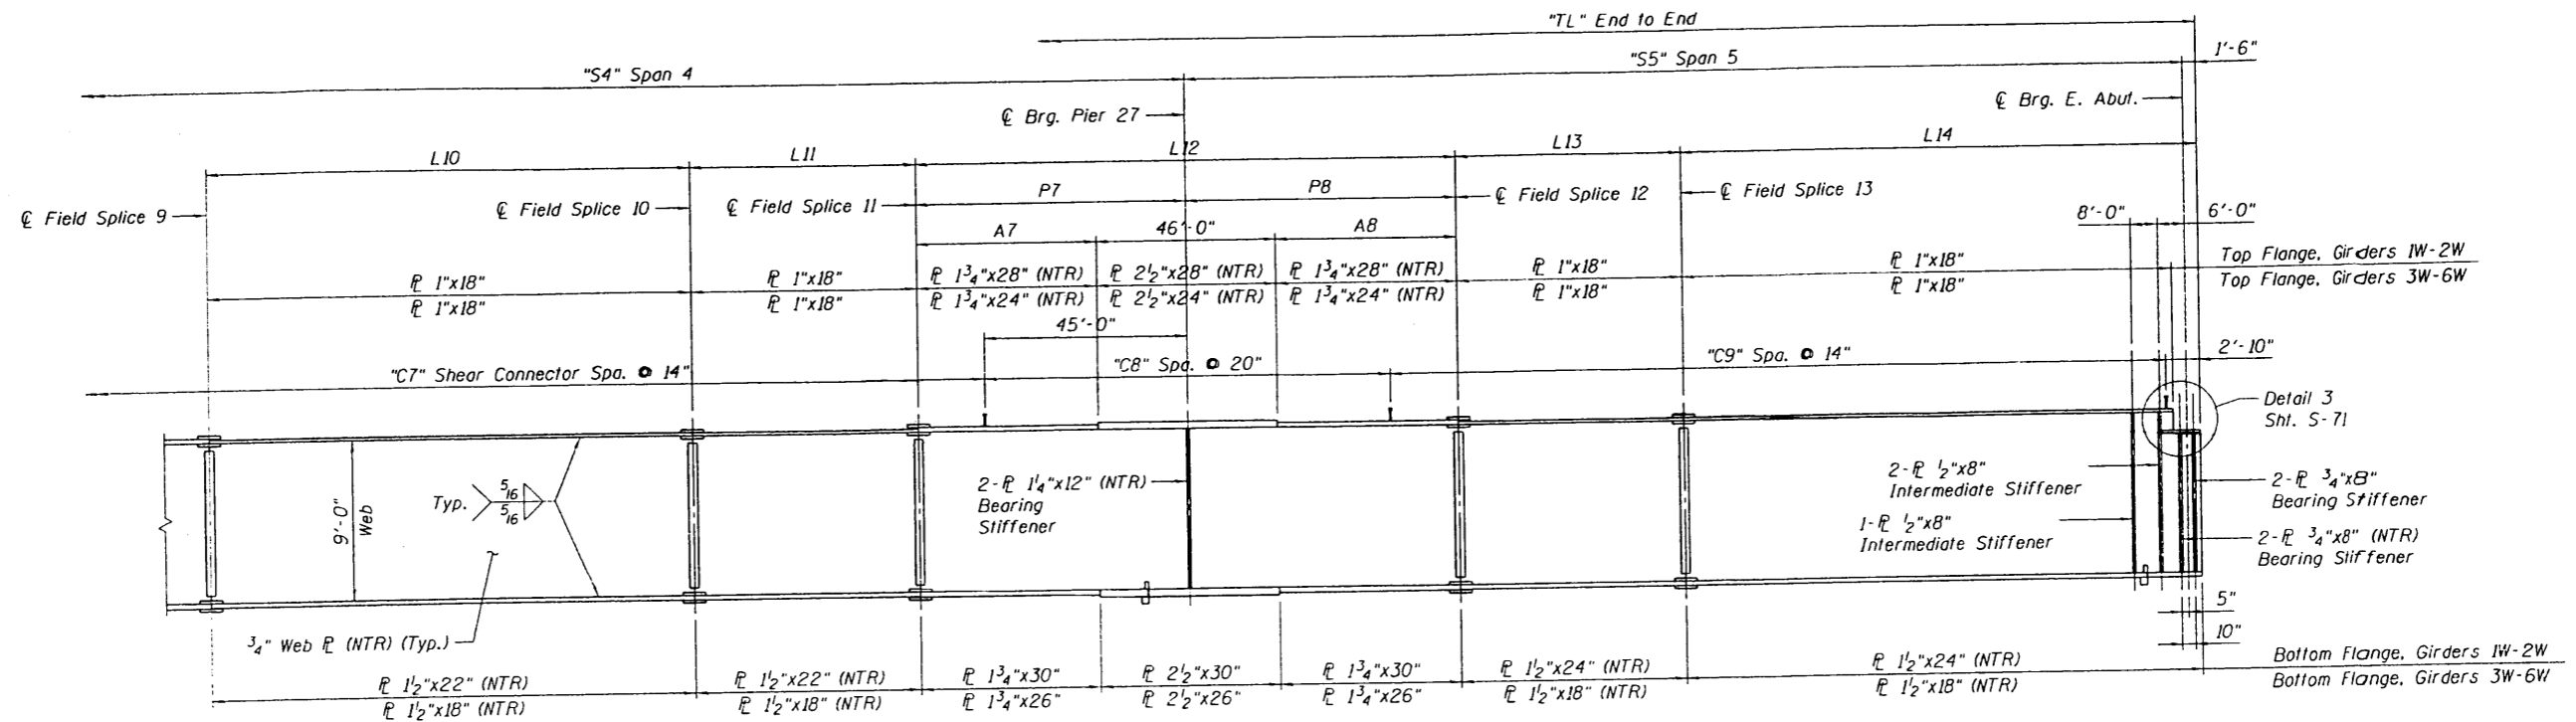 "TL" End to End
1'-6"
"S4" Span 4
"S5" Span 5
℄ Brg. Pier 27
℄ Brg. E. Abut.
L10
L11
L12
L13
L14
P7
P8
℄ Field Splice 9
℄ Field Splice 10
℄ Field Splice 11
℄ Field Splice 12
℄ Field Splice 13
8'-0"
6'-0"
A7
46'-0"
A8
℄ 1"x18"
℄ 1"x18"
℄ 1"x18"
℄ 1"x18"
℄ 1¾"x28" (NTR)
℄ 1¾"x24" (NTR)
℄ 2½"x28" (NTR)
℄ 2½"x24" (NTR)
℄ 1¾"x28" (NTR)
℄ 1¾"x24" (NTR)
℄ 1"x18"
℄ 1"x18"
℄ 1"x18"
℄ 1"x18"
Top Flange, Girders 1W-2W
Top Flange, Girders 3W-6W
45'-0"
"C7" Shear Connector Spa. @ 14"
"C8" Spa. @ 20"
"C9" Spa. @ 14"
2'-10"
Detail 3
Sht. S-71
9'-0"
Web
Typ.
5/16
5/16
2-℄ 1¼"x12" (NTR)
Bearing
Stiffener
2-℄ ½"x8"
Intermediate Stiffener
1-℄ ½"x8"
Intermediate Stiffener
2-℄ ¾"x8"
Bearing Stiffener
2-℄ ¾"x8" (NTR)
Bearing Stiffener
¾" Web ℄ (NTR) (Typ.)
5"
10"
℄ 1½"x22" (NTR)
℄ 1½"x18" (NTR)
℄ 1½"x22" (NTR)
℄ 1½"x18" (NTR)
℄ 1¾"x30"
℄ 1¾"x26"
℄ 2½"x30"
℄ 2½"x26"
℄ 1¾"x30"
℄ 1¾"x26"
℄ 1½"x24" (NTR)
℄ 1½"x18" (NTR)
℄ 1½"x24" (NTR)
℄ 1½"x18" (NTR)
Bottom Flange, Girders 1W-2W
Bottom Flange, Girders 3W-6W